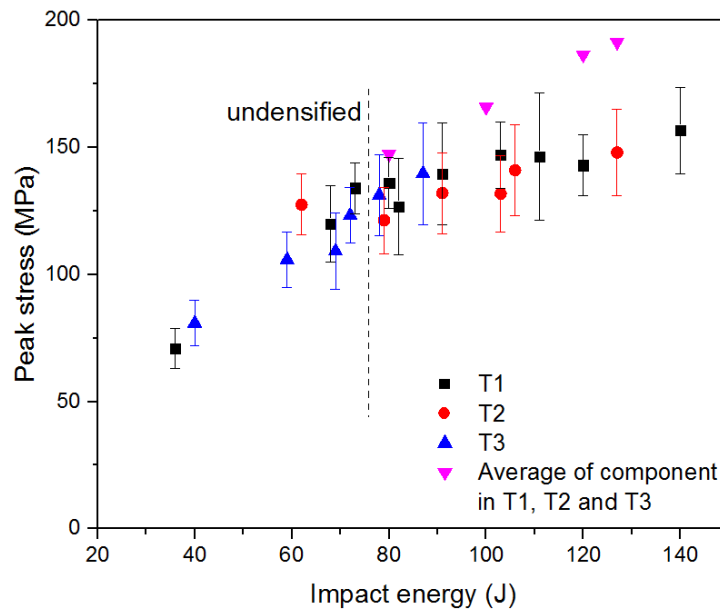 200
150
100
50
0
Peak stress (MPa)
undensified
T1
T2
T3
Average of component
in T1, T2 and T3
20 40 60 80 100 120 140
Impact energy (J)